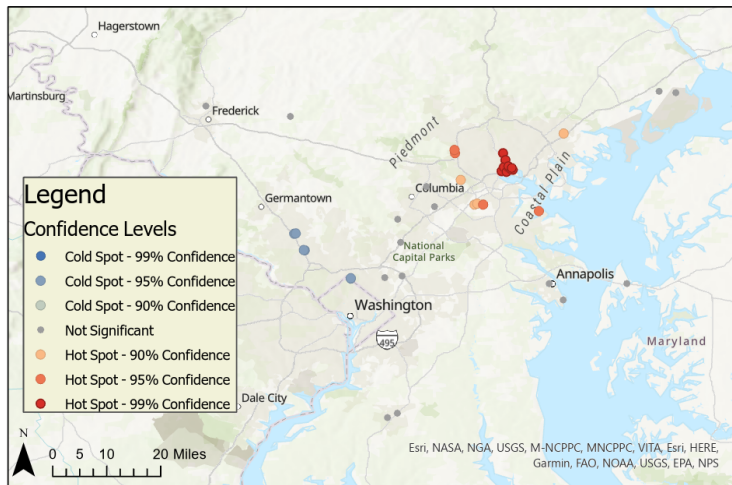 Hagerstown
Martinsburg
Frederick
Piedmont
Germantown
Columbia
Coastal Plain
National
Capital Parks
Annapolis
Washington
495
Maryland
Dale City
Legend
Confidence Levels
Cold Spot - 99% Confidence
Cold Spot - 95% Confidence
Cold Spot - 90% Confidence
Not Significant
Hot Spot - 90% Confidence
Hot Spot - 95% Confidence
Hot Spot - 99% Confidence
N
0 5 10 20 Miles
Esri, NASA, NGA, USGS, M-NCPPC, MNCPPC, VITA, Esri, HERE,
Garmin, FAO, NOAA, USGS, EPA, NPS